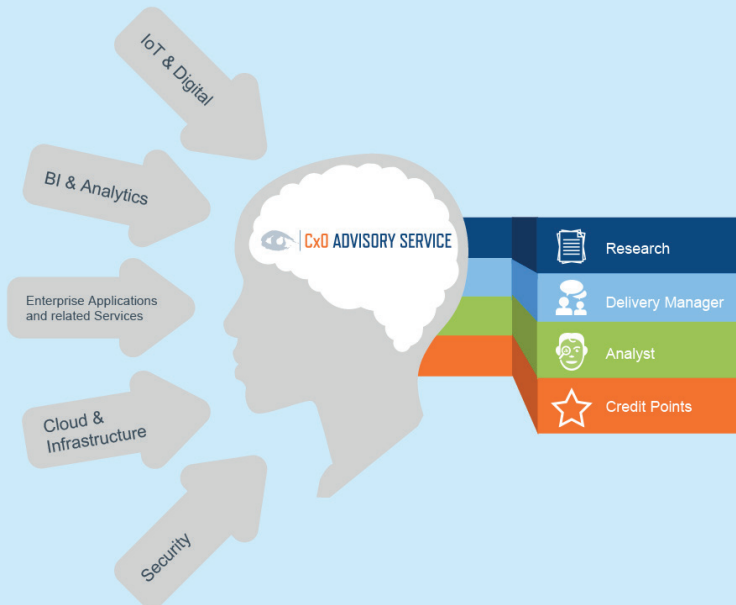 IoT & Digital
BI & Analytics
Enterprise Applications
and related Services
Cloud &
Infrastructure
Security
CxO ADVISORY SERVICE
Research
Delivery Manager
Analyst
Credit Points